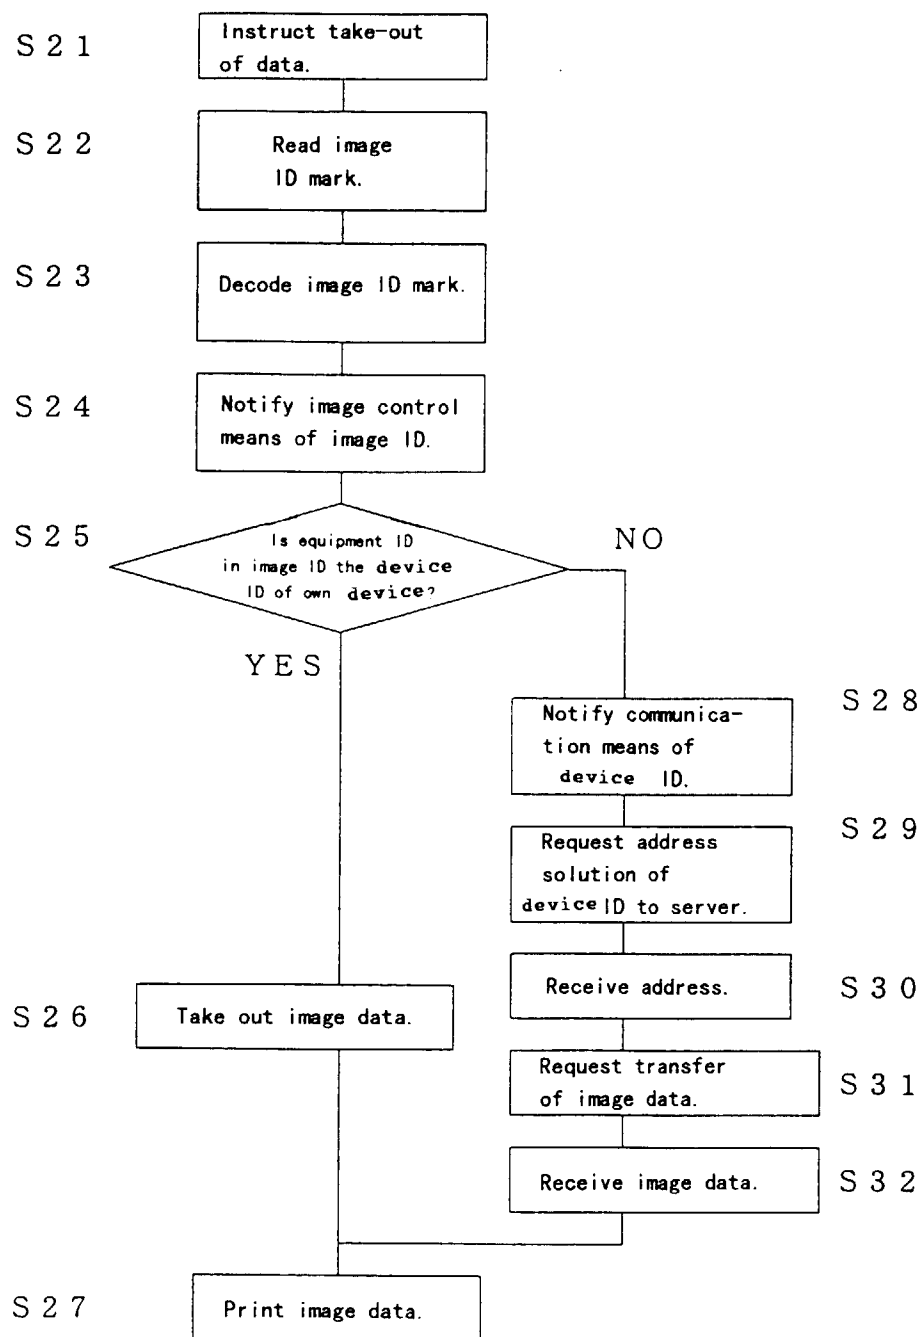 S21
Instruct take-out
of data.
S22
Read image
ID mark.
S23
Decode image ID mark.
S24
Notify image control
means of image ID.
S25
Is equipment ID
in image ID the device
ID of own device?
NO
YES
S28
Notify communica-
tion means of
device ID.
S29
Request address
solution of
device ID to server.
S30
Receive address.
S26
Take out image data.
S31
Request transfer
of image data.
S32
Receive image data.
S27
Print image data.